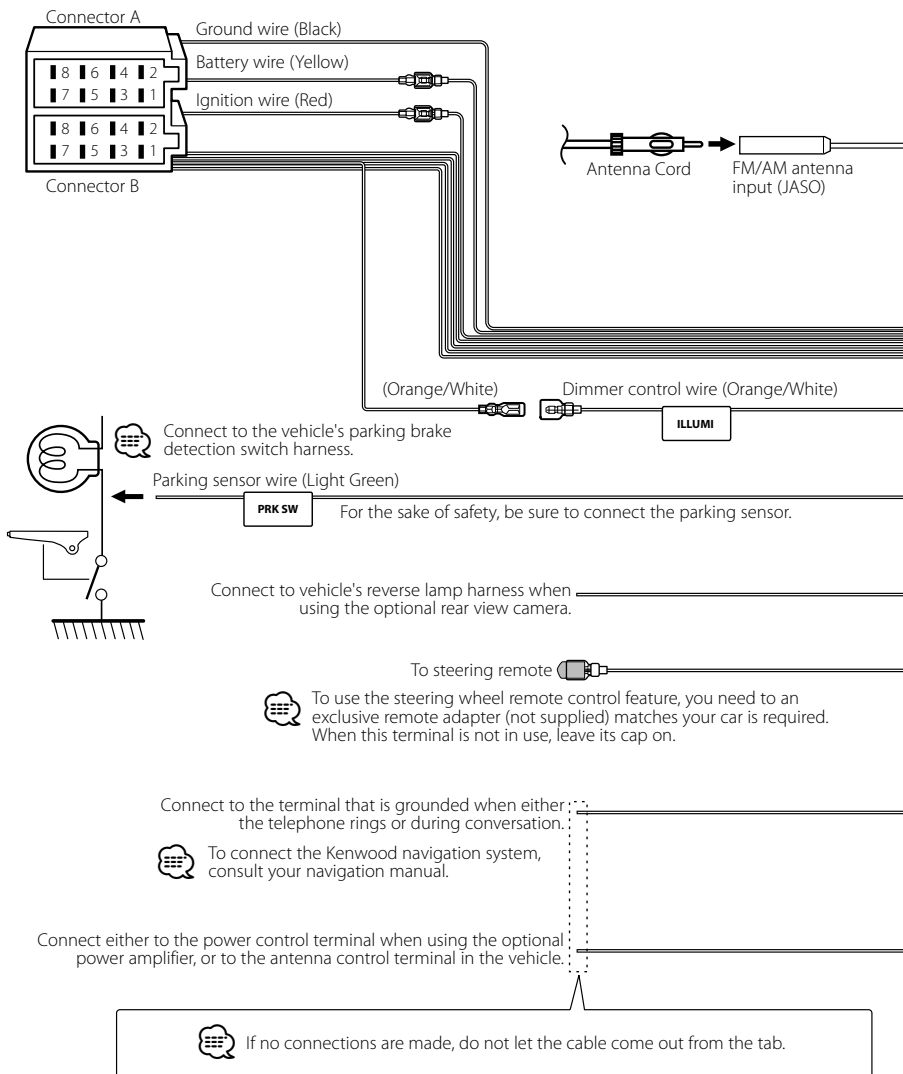 Connector A
Ground wire (Black)
Battery wire (Yellow)
Ignition wire (Red)
8 6 4 2
7 5 3 1
8 6 4 2
7 5 3 1
Connector B
Antenna Cord
FM/AM antenna
input (JASO)
(Orange/White)
Dimmer control wire (Orange/White)
ILLUMI
Connect to the vehicle's parking brake
detection switch harness.
Parking sensor wire (Light Green)
PRK SW
For the sake of safety, be sure to connect the parking sensor.
Connect to vehicle's reverse lamp harness when
using the optional rear view camera.
To steering remote
To use the steering wheel remote control feature, you need to an
exclusive remote adapter (not supplied) matches your car is required.
When this terminal is not in use, leave its cap on.
Connect to the terminal that is grounded when either
the telephone rings or during conversation.
To connect the Kenwood navigation system,
consult your navigation manual.
Connect either to the power control terminal when using the optional
power amplifier, or to the antenna control terminal in the vehicle.
If no connections are made, do not let the cable come out from the tab.